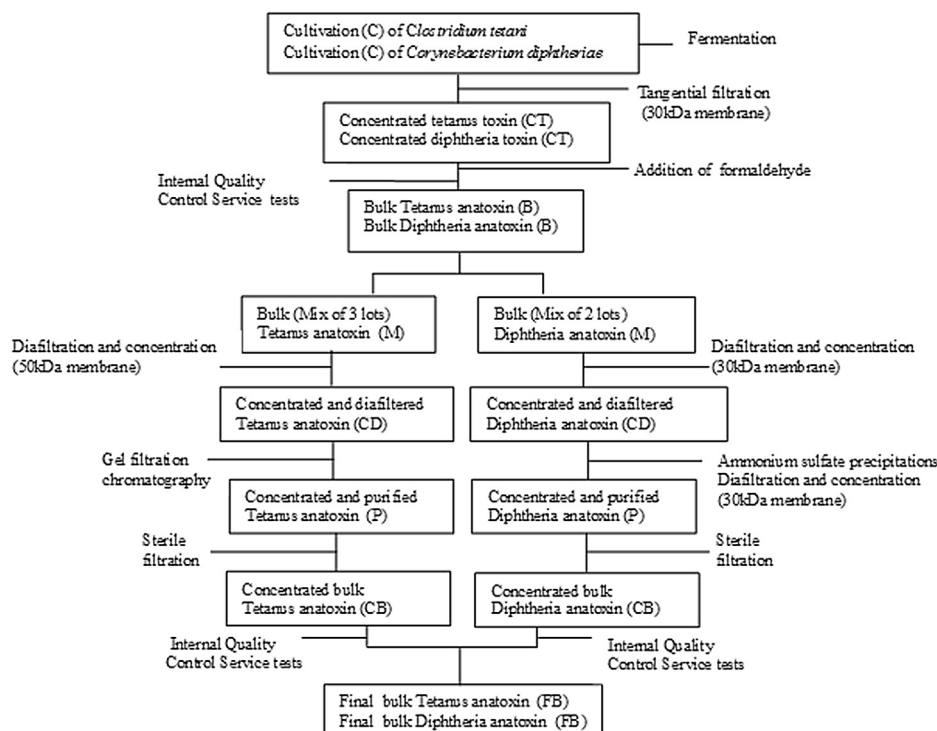 Cultivation (C) of Clostridium tetani
Cultivation (C) of Corynebacterium diphtheriae
Fermentation
Tangential filtration
(30kDa membrane)
Concentrated tetanus toxin (CT)
Concentrated diphtheria toxin (CT)
Addition of formaldehyde
Internal Quality
Control Service tests
Bulk Tetanus anatoxin (B)
Bulk Diphtheria anatoxin (B)
Bulk (Mix of 3 lots)
Tetanus anatoxin (M)
Bulk (Mix of 2 lots)
Diphtheria anatoxin (M)
Diafiltration and concentration
(50kDa membrane)
Diafiltration and concentration
(30kDa membrane)
Concentrated and diafiltered
Tetanus anatoxin (CD)
Concentrated and diafiltered
Diphtheria anatoxin (CD)
Gel filtration
chromatography
Ammonium sulfate precipitations
Diafiltration and concentration
(30kDa membrane)
Concentrated and purified
Tetanus anatoxin (P)
Concentrated and purified
Diphtheria anatoxin (P)
Sterile
filtration
Sterile
filtration
Concentrated bulk
Tetanus anatoxin (CB)
Concentrated bulk
Diphtheria anatoxin (CB)
Internal Quality
Control Service tests
Internal Quality
Control Service tests
Final bulk Tetanus anatoxin (FB)
Final bulk Diphtheria anatoxin (FB)